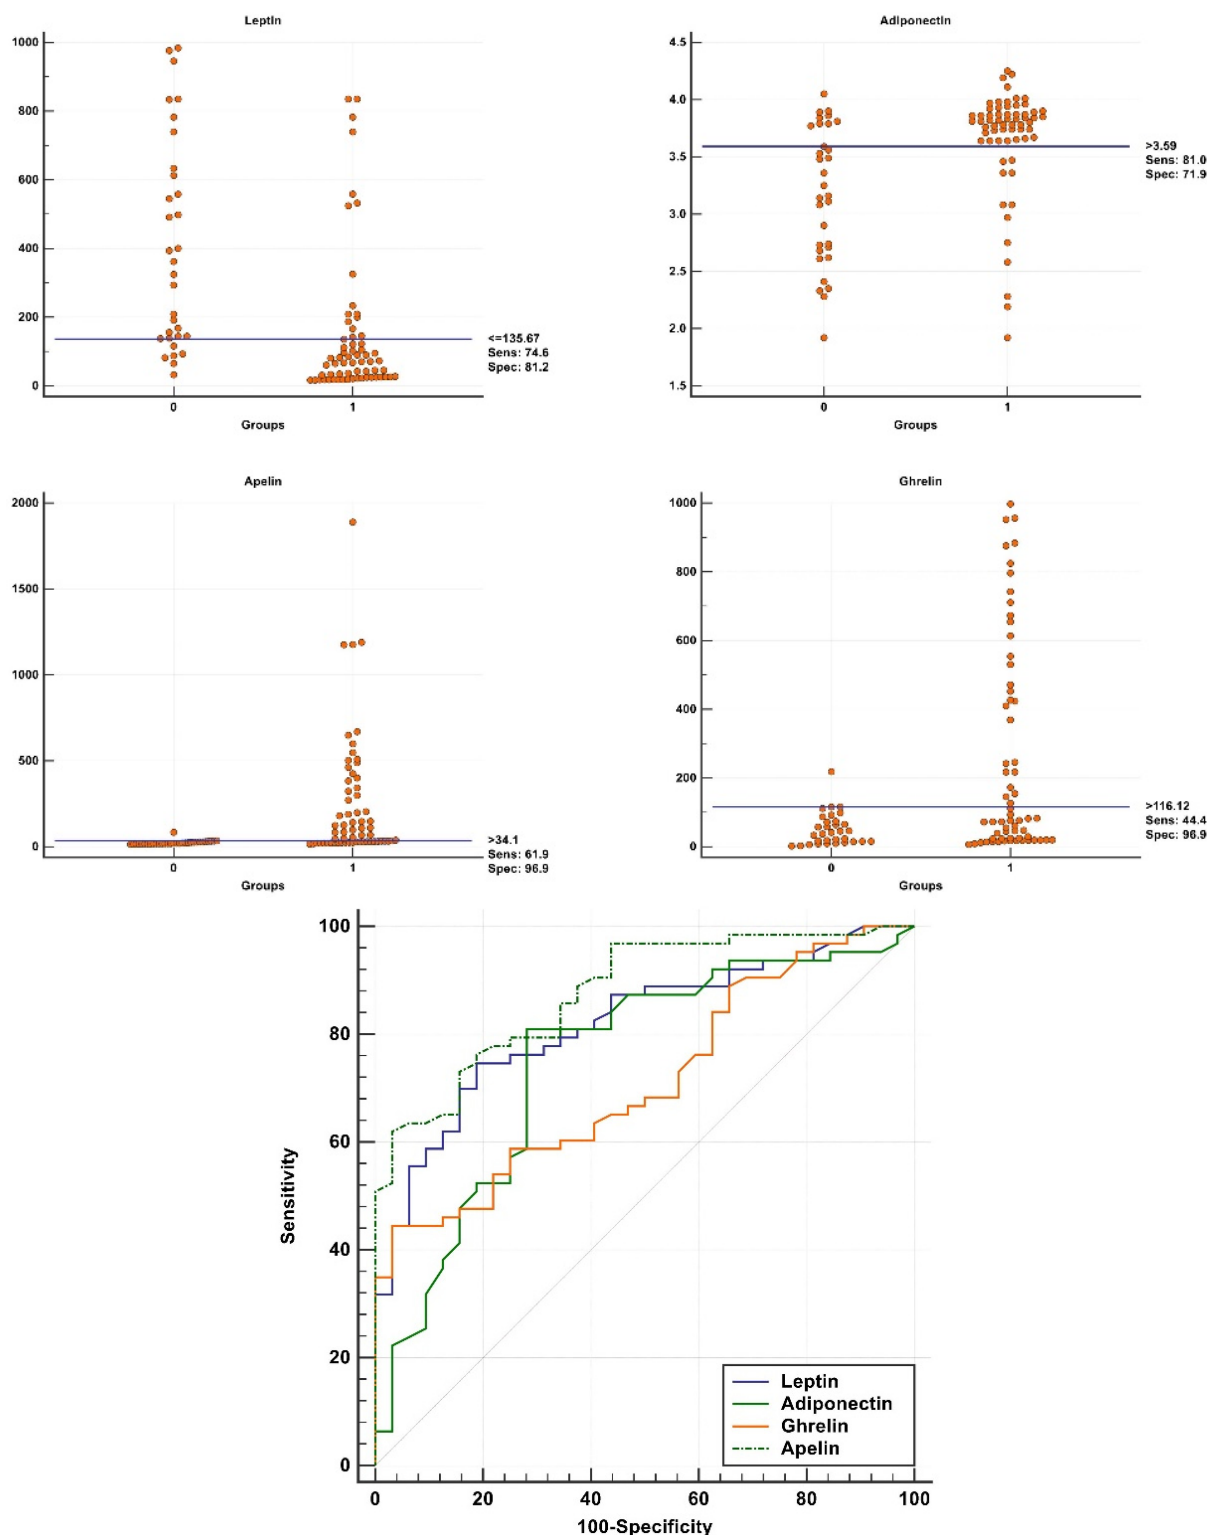 Leptin
1000
800
600
400
200
0
<=135.67
Sens: 74.6
Spec: 81.2
0 1
Groups
Adiponectin
4.5
4.0
3.5
3.0
2.5
2.0
1.5
>3.59
Sens: 81.0
Spec: 71.9
0 1
Groups
Apelin
2000
1500
1000
500
0
>34.1
Sens: 61.9
Spec: 96.9
0 1
Groups
Ghrelin
1000
800
600
400
200
0
>116.12
Sens: 44.4
Spec: 96.9
0 1
Groups
Sensitivity
100
80
60
40
20
0
Leptin
Adiponectin
Ghrelin
Apelin
0 20 40 60 80 100
100-Specificity